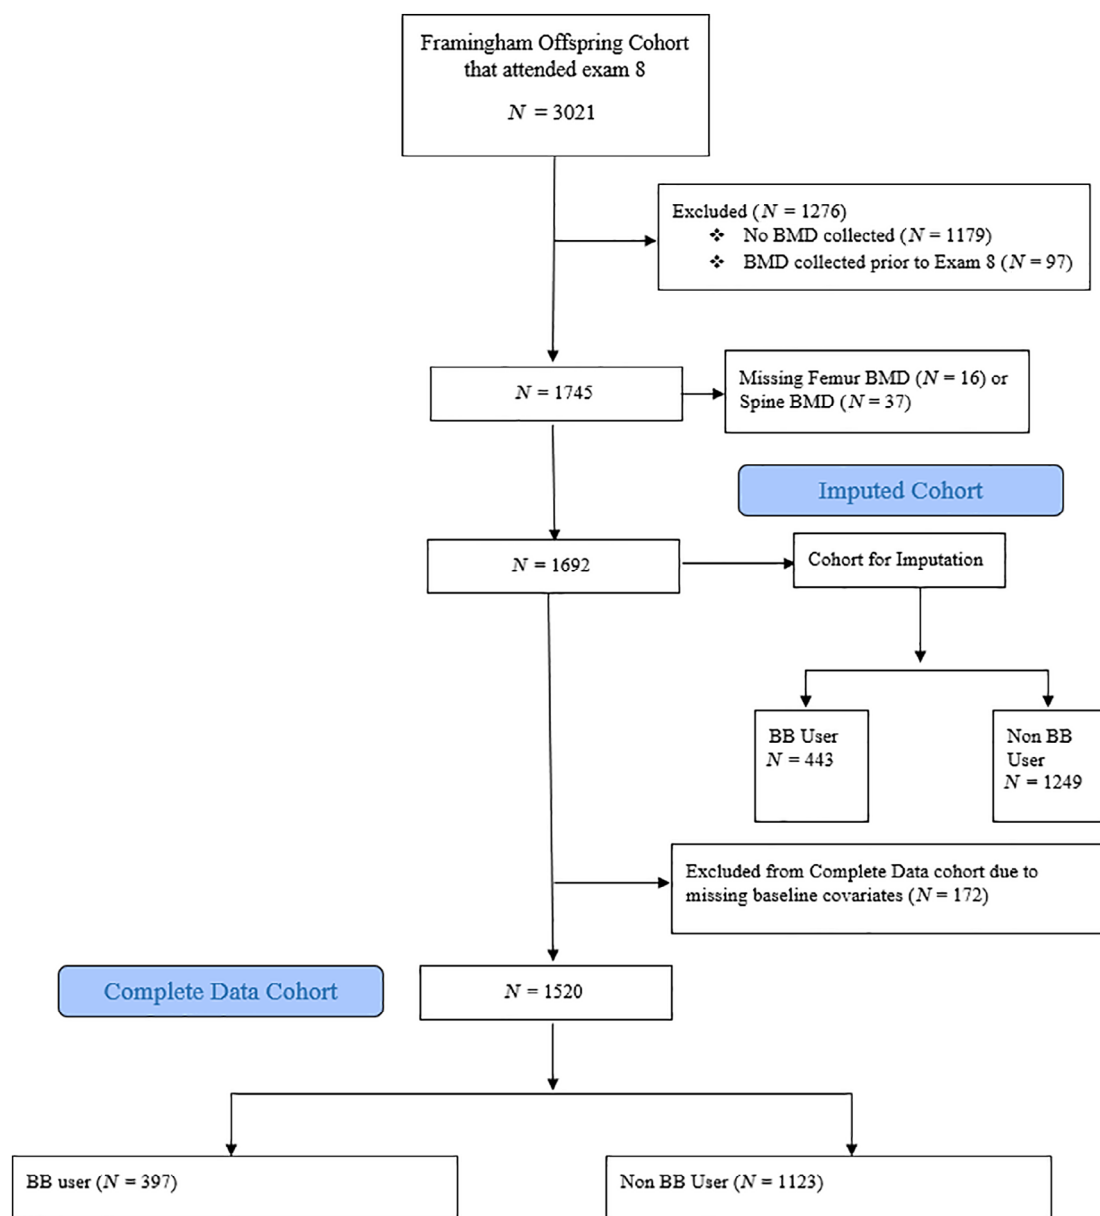 Framingham Offspring Cohort
that attended exam 8
N = 3021
Excluded (N = 1276)
❖ No BMD collected (N = 1179)
❖ BMD collected prior to Exam 8 (N = 97)
N = 1745
Missing Femur BMD (N = 16) or
Spine BMD (N = 37)
Imputed Cohort
N = 1692
Cohort for Imputation
BB User
N = 443
Non BB
User
N = 1249
Excluded from Complete Data cohort due to
missing baseline covariates (N = 172)
Complete Data Cohort
N = 1520
BB user (N = 397)
Non BB User (N = 1123)